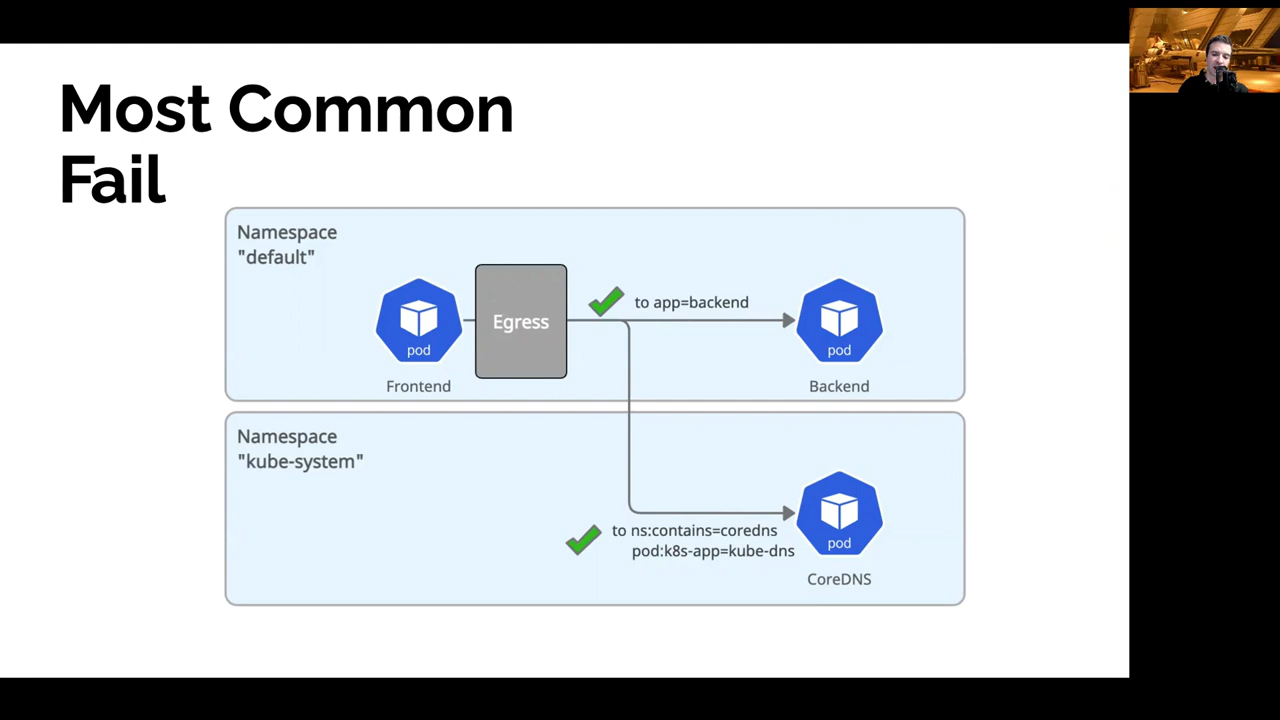 Most Common
Fail
Namespace
"default"
Egress
to app=backend
pod
pod
Frontend
Backend
Namespace
"kube-system"
to ns:contains=coredns
pod:k8s-app=kube-dns
pod
CoreDNS